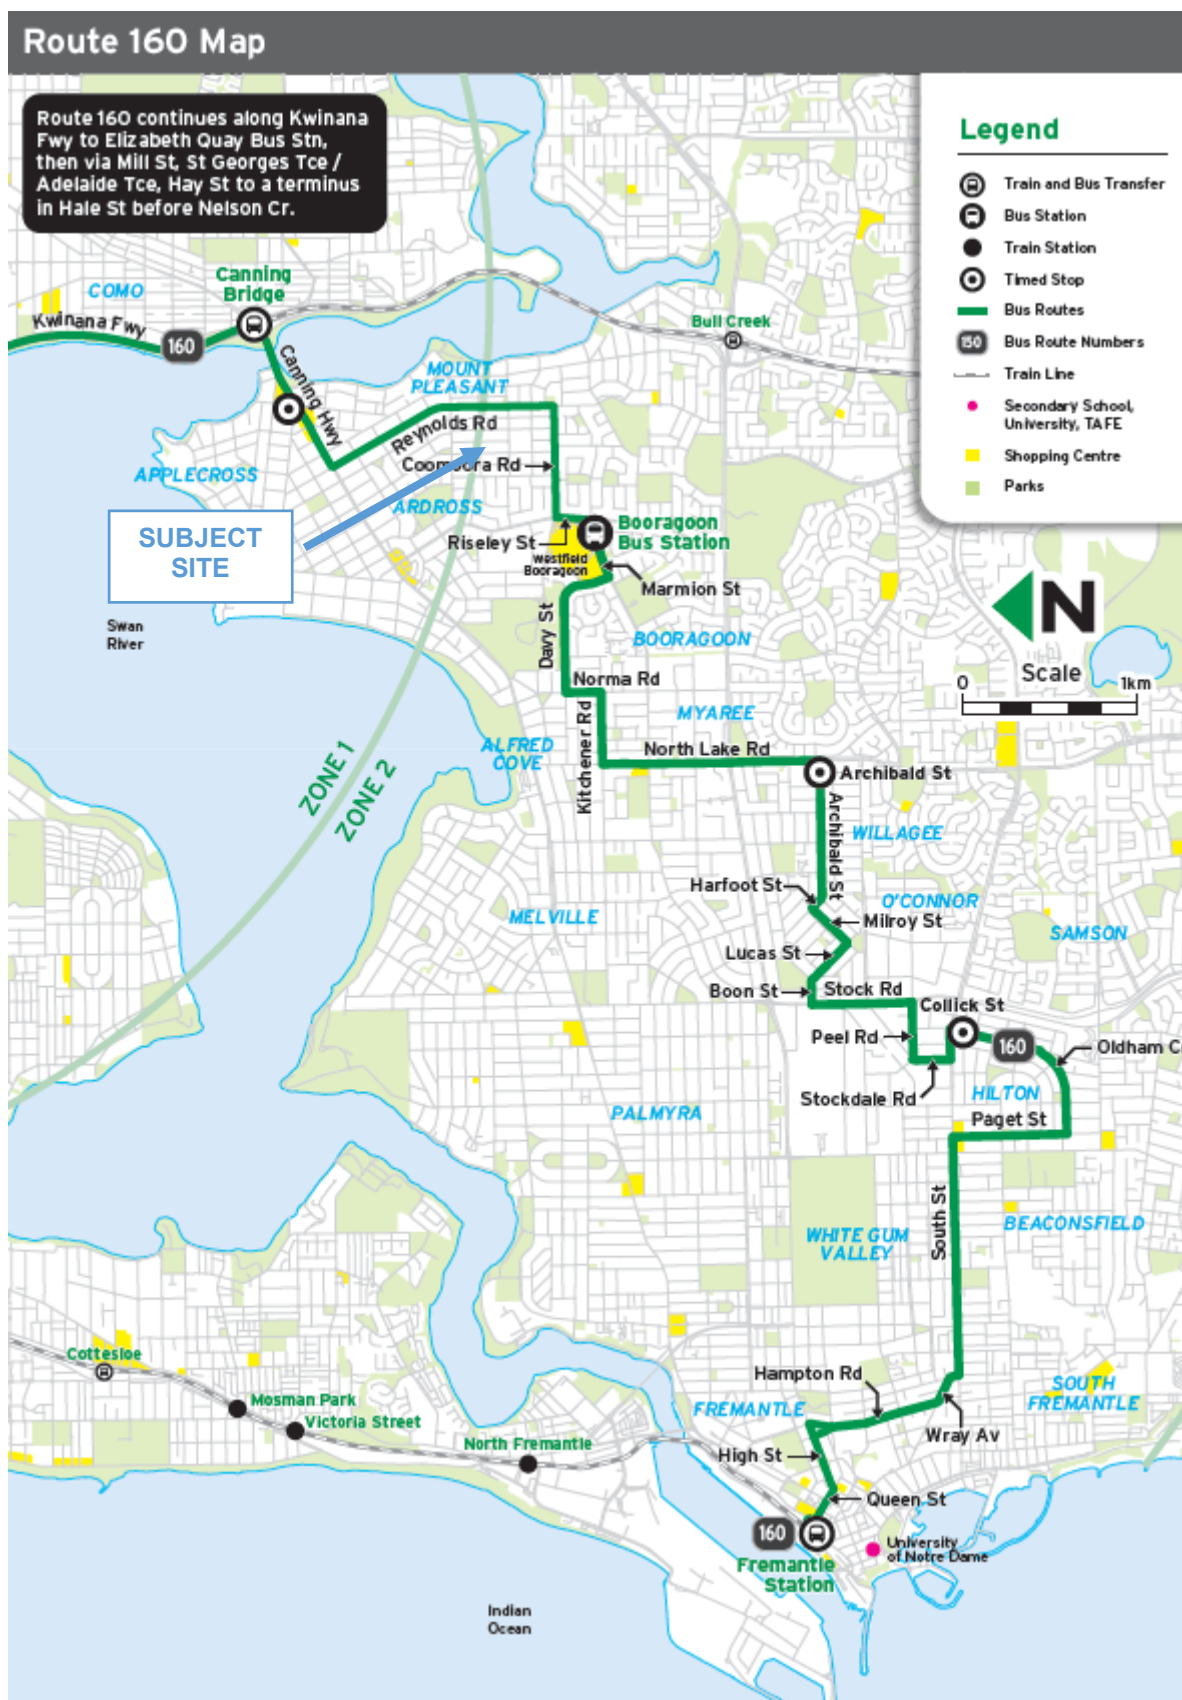 Route 160 Map
Route 160 continues along Kwinana
Fwy to Elizabeth Quay Bus Stn,
then via Mill St, St Georges Tce /
Adelaide Tce, Hay St to a terminus
in Hale St before Nelson Cr.
Legend
Train and Bus Transfer
Bus Station
Train Station
Timed Stop
Bus Routes
150
Bus Route Numbers
Train Line
Secondary School,
University, TAFE
Shopping Centre
Parks
N
Scale
0
1km
COMO
Canning
Bridge
Kwinana Fwy
160
Canning Hwy
Bull Creek
MOUNT
PLEASANT
Reynolds Rd
APPLECROSS
Coomoora Rd
ARDROSS
SUBJECT
SITE
Riseley St
Booragoon
Bus Station
Westfield
Booragoon
Marmion St
Swan
River
Davy St
BOORAGOON
Norma Rd
MYAREE
Kitchener Rd
ALFRED
COVE
North Lake Rd
ZONE 1
ZONE 2
Archibald St
Archibald St
WILLAGEE
Harfoot St
O'CONNOR
MELVILLE
Milroy St
SAMSON
Lucas St
Boon St
Stock Rd
Collick St
Peel Rd
160
Oldham C
Stockdale Rd
HILTON
PALMYRA
Paget St
South St
WHITE GUM
VALLEY
BEACONSFIELD
Cottesloe
Hampton Rd
SOUTH
FREMANTLE
Mosman Park
Victoria Street
FREMANTLE
Wray Av
North Fremantle
High St
Queen St
160
University
of Notre Dame
Fremantle
Station
Indian
Ocean